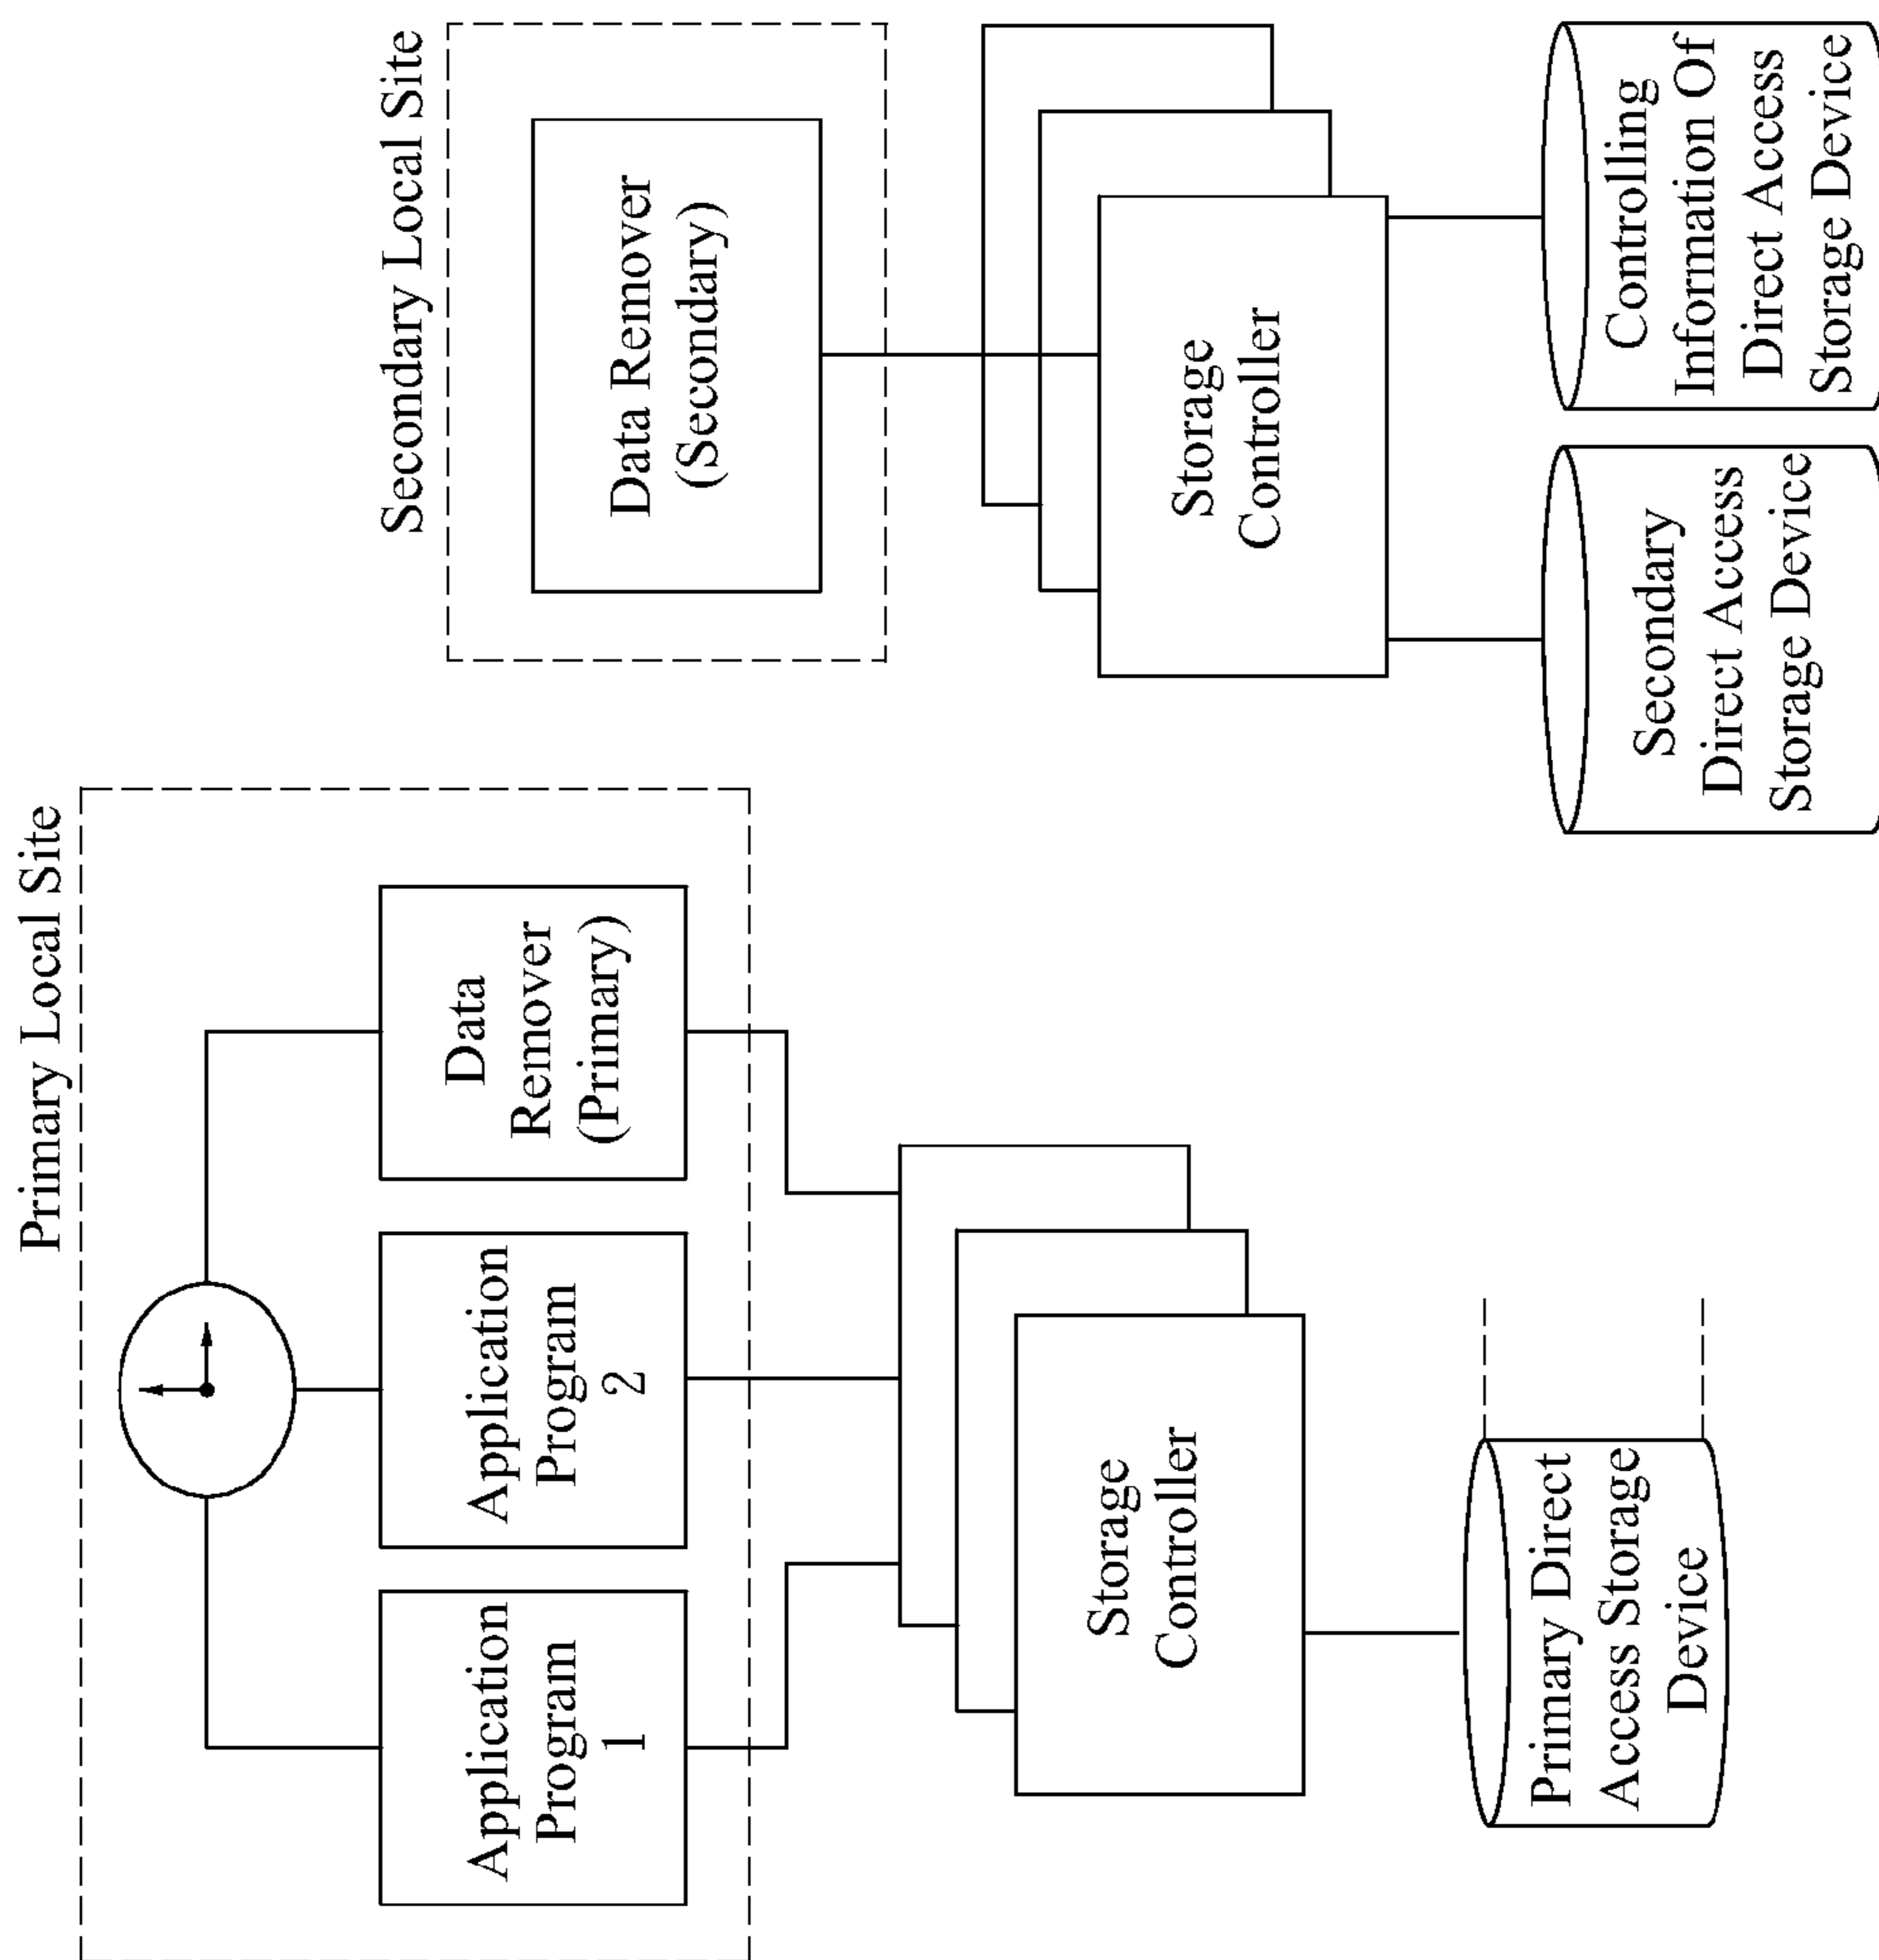 Primary Local Site
Application
Program
1
Application
Program
2
Data
Remover
(Primary)
Storage
Controller
Primary Direct
Access Storage
Device
Secondary Local Site
Data Remover
(Secondary)
Storage
Controller
Secondary
Direct Access
Storage Device
Controlling
Information Of
Direct Access
Storage Device